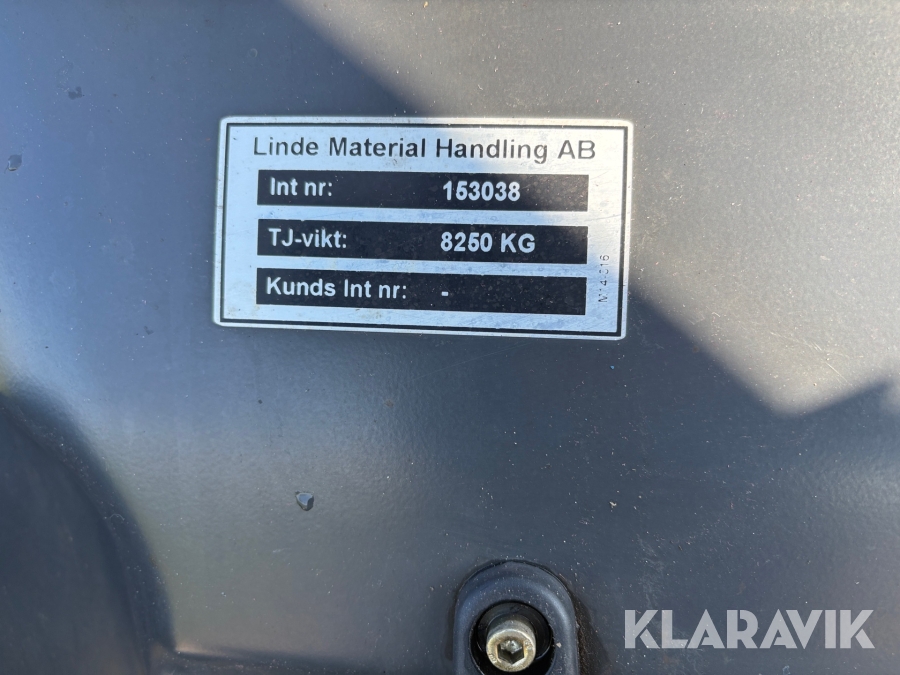 Linde Material Handling AB
Int nr: 153038
TJ-vikt: 8250 KG
Kunds Int nr: -
KLARAVIK